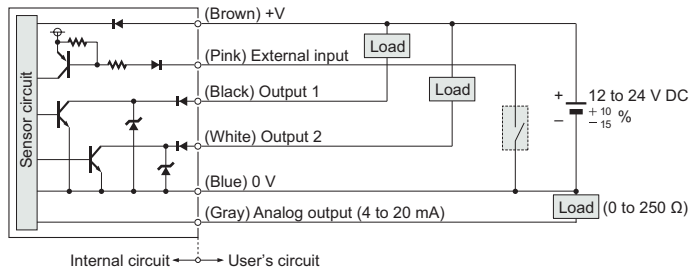 (Brown) +V
Load
(Pink) External input
(Black) Output 1
Load
+ 12 to 24 V DC
+ 10
- 15 %
-
(White) Output 2
Sensor circuit
(Blue) 0 V
(Gray) Analog output (4 to 20 mA)
Load (0 to 250 Ω)
Internal circuit
User's circuit